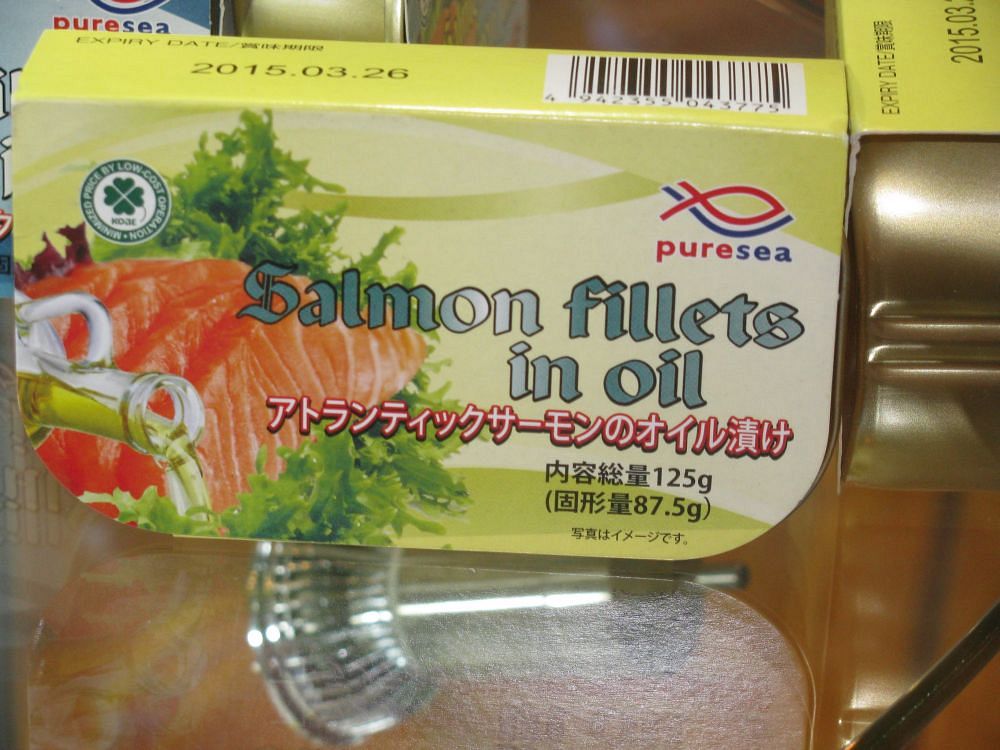 puresea
EXPIRY DATE/賞味期限
2015.03.26
4 942355 043775
MINIMIZED PRICE BY LOW-COST OPERATION
KOBE
puresea
Salmon fillets
in oil
アトランティックサーモンのオイル漬け
内容総量125g
(固形量87.5g)
写真はイメージです。
EXPIRY DATE/賞味期限
2015.03.